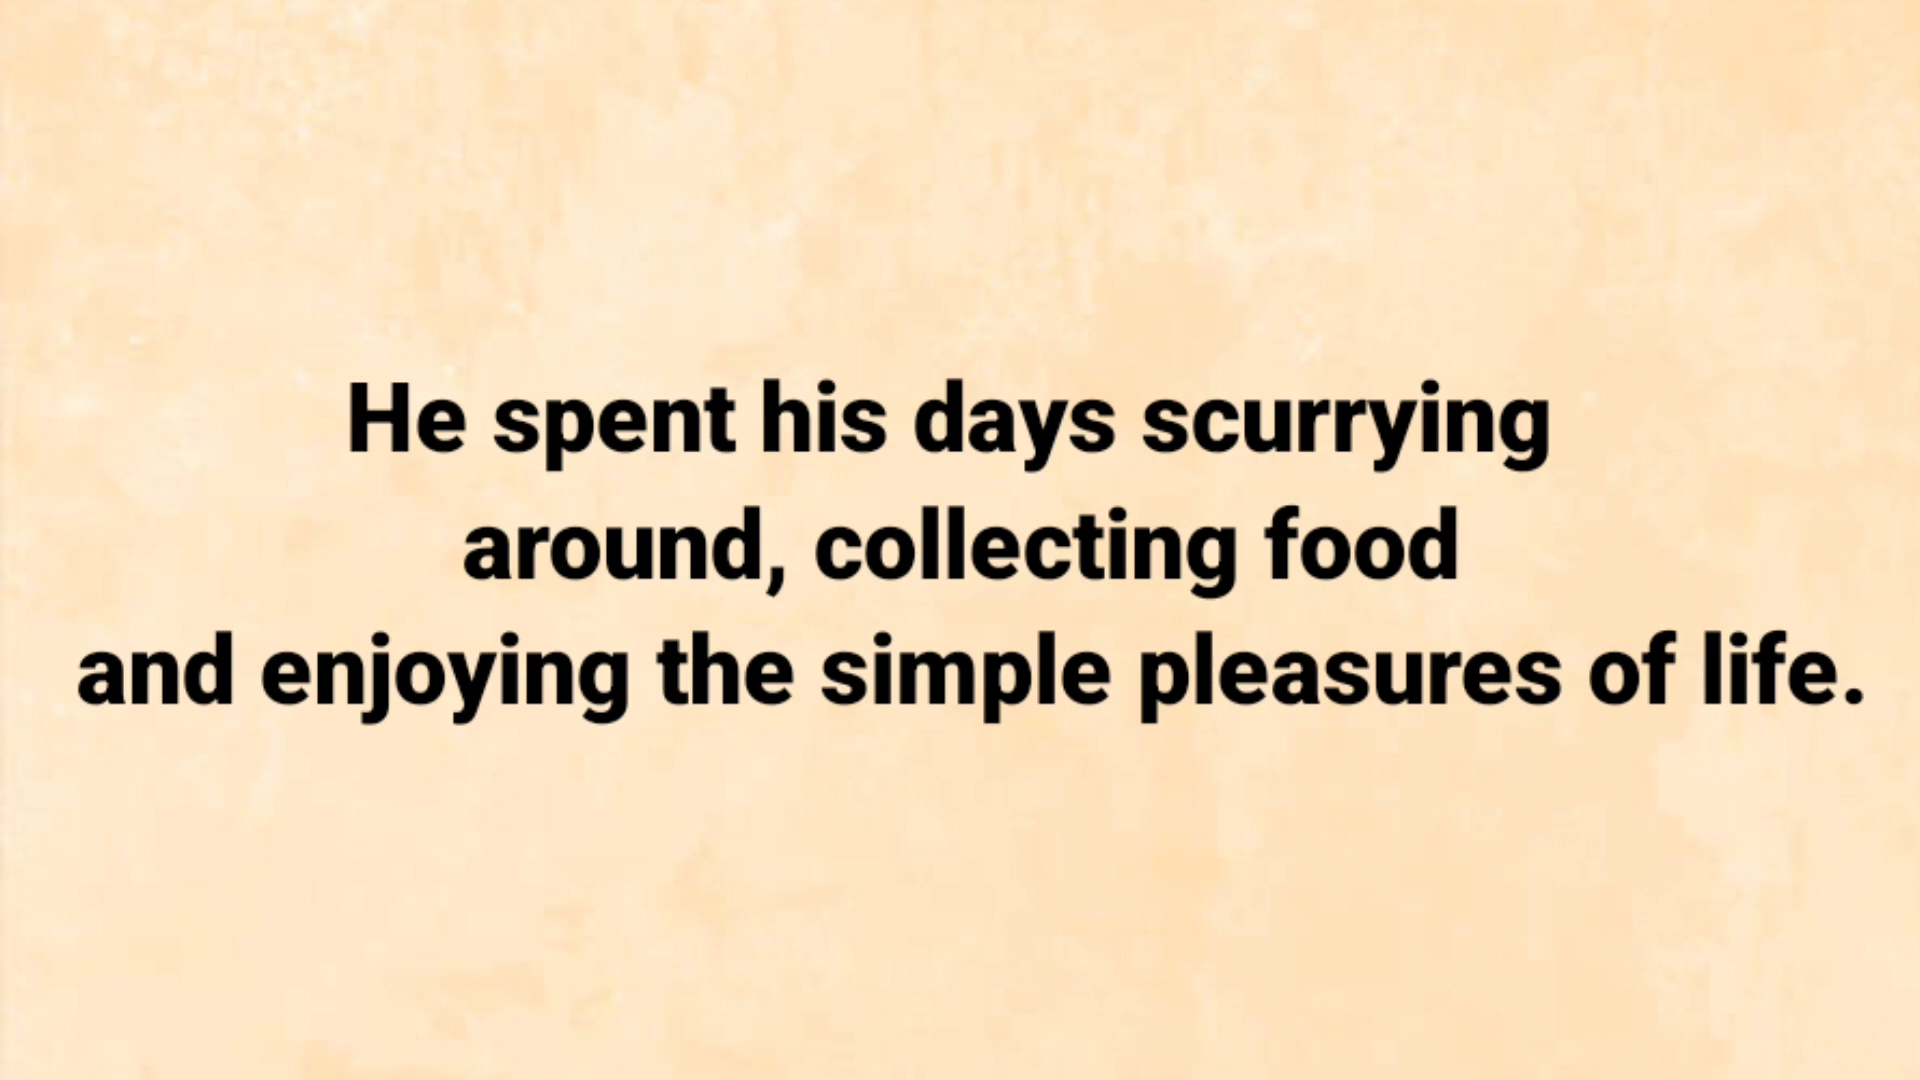 He spent his days scurrying
around, collecting food
and enjoying the simple pleasures of life.